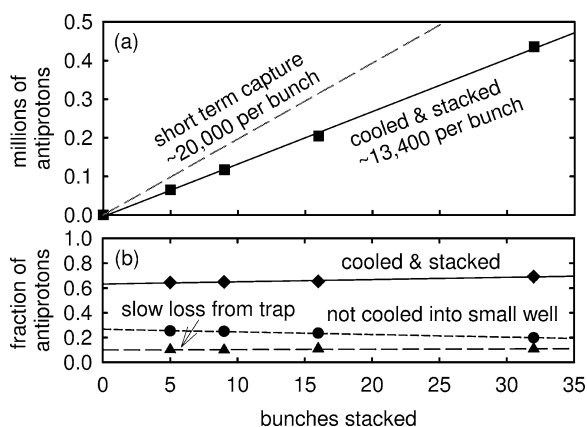 millions of
antiprotons
0.5
0.4
0.3
0.2
0.1
0.0
(a)
short term capture
~20,000 per bunch
cooled & stacked
~13,400 per bunch
fraction of
antiprotons
1.0
0.8
0.6
0.4
0.2
0.0
(b)
cooled & stacked
slow loss from trap
not cooled into small well
0 5 10 15 20 25 30 35
bunches stacked